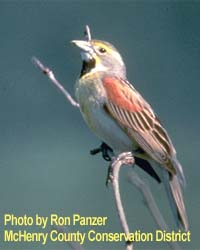 Photo by Ron Panzer
McHenry County Conservation District